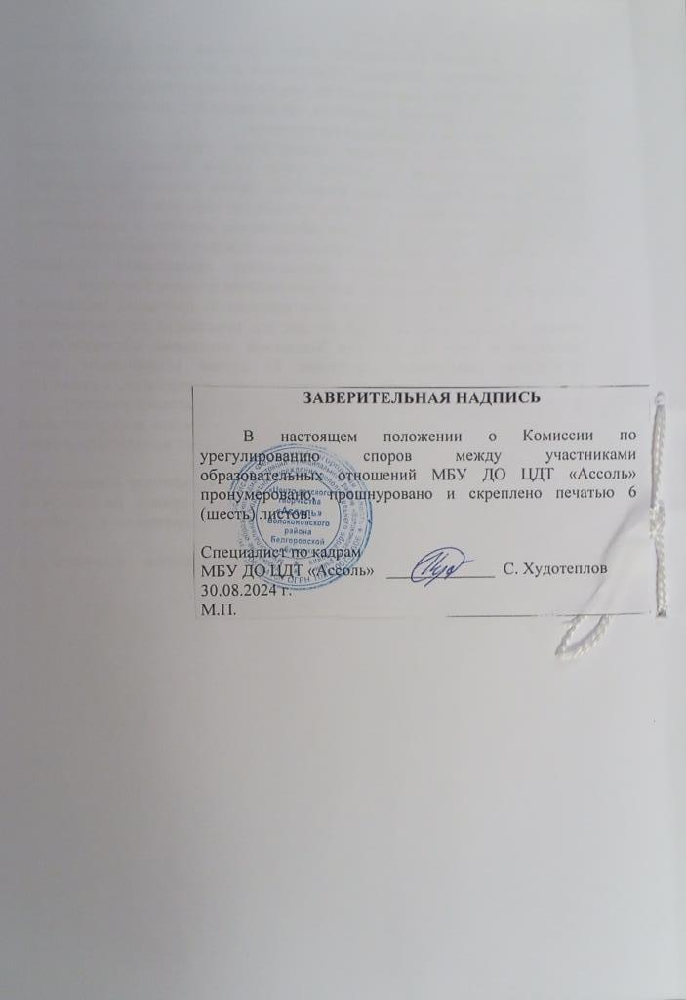 ЗАВЕРИТЕЛЬНАЯ НАДПИСЬ
В настоящем положении о Комиссии по
урегулированию споров между участниками
образовательных отношений МБУ ДО ЦДТ «Ассоль»
пронумеровано, прошнуровано и скреплено печатью 6
(шесть) листов.
«Центр детского
творчества
«Ассоль»
Волоконовского
района
Белгородской
Специалист по кадрам
МБУ ДО ЦДТ «Ассоль» С. Худотеплов
30.08.2024 г.
М.П.